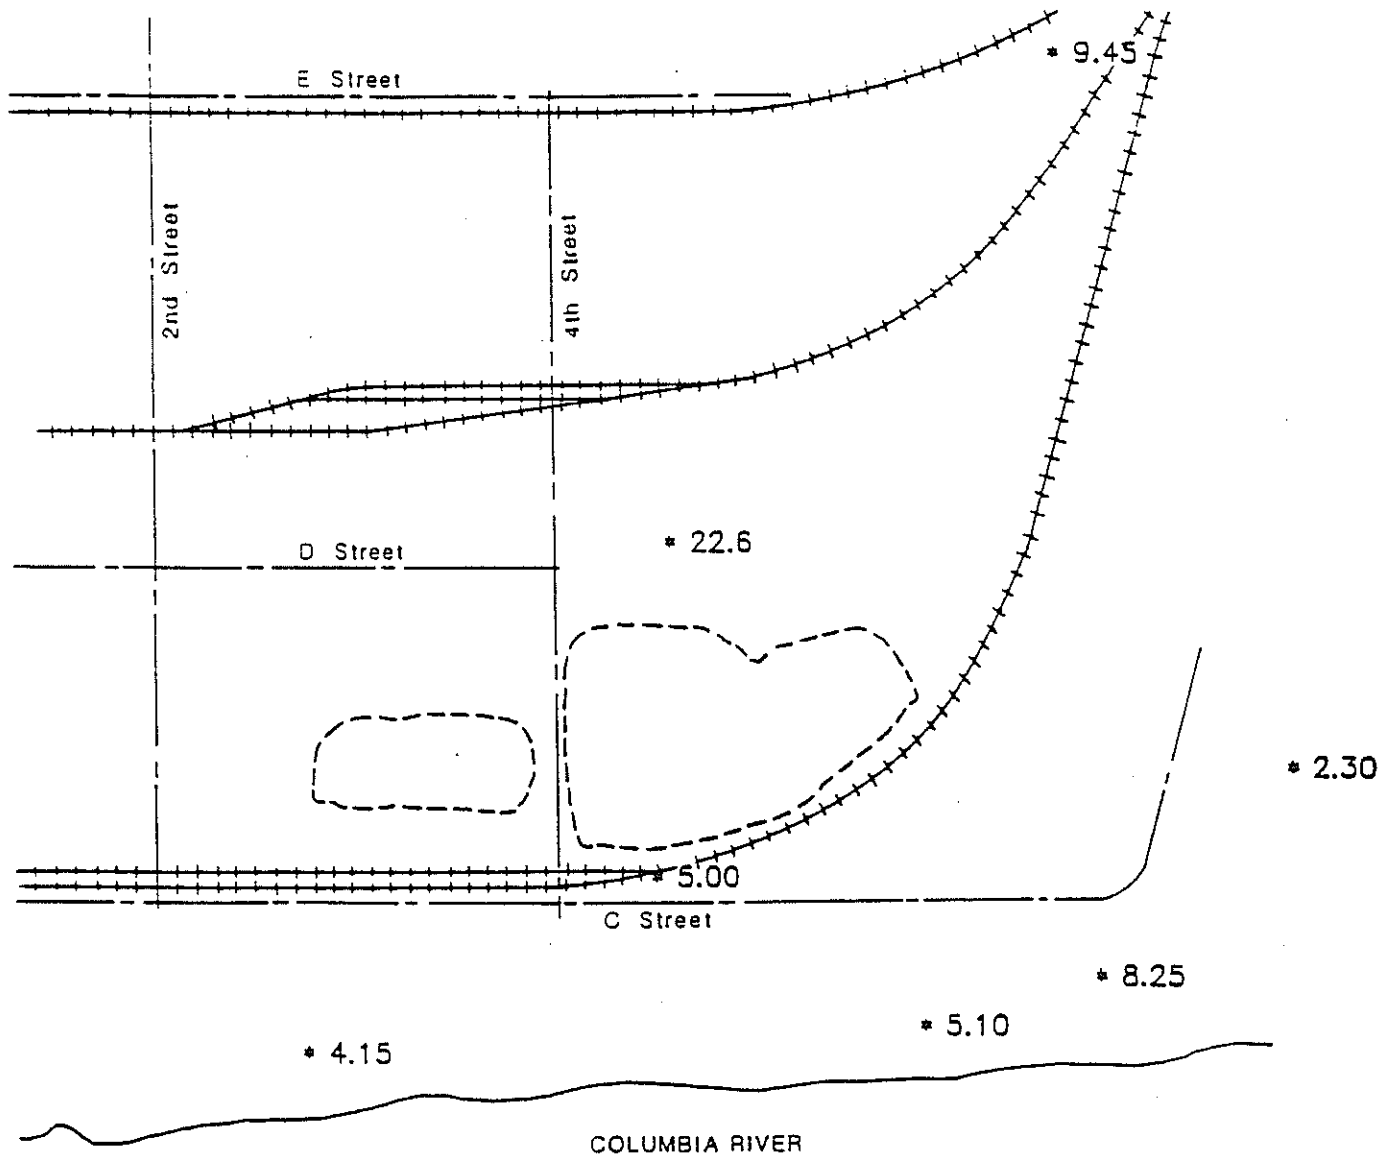 * 9.45
E Street
2nd Street
4th Street
* 22.6
D Street
* 2.30
* 5.00
C Street
* 8.25
* 5.10
* 4.15
COLUMBIA RIVER